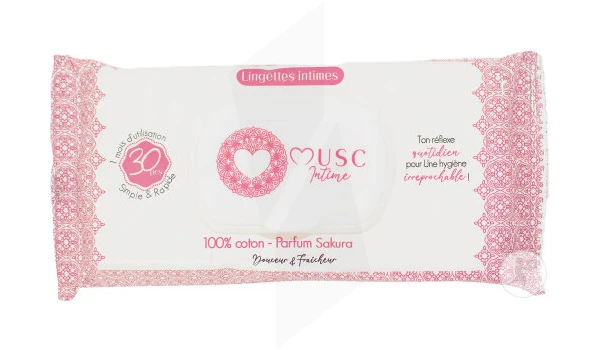 Lingettes intimes
1 mois d'utilisation
30
PCS
Simple & Rapide
MUSC
Intime
Ton réflexe
quotidien
pour Une hygiène
irréprochable !
100% coton - Parfum Sakura
Douceur & Fraîcheur